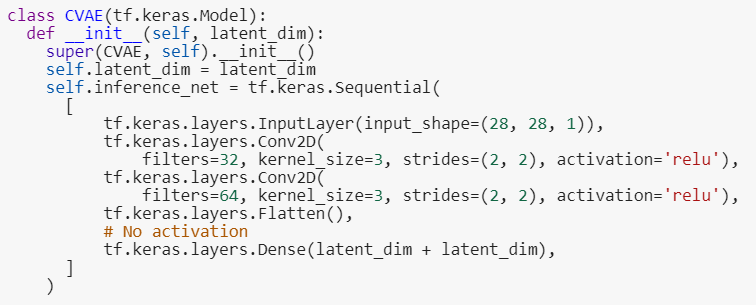 class CVAE(tf.keras.Model):
  def __init__(self, latent_dim):
    super(CVAE, self).__init__()
    self.latent_dim = latent_dim
    self.inference_net = tf.keras.Sequential(
      [
          tf.keras.layers.InputLayer(input_shape=(28, 28, 1)),
          tf.keras.layers.Conv2D(
              filters=32, kernel_size=3, strides=(2, 2), activation='relu'),
          tf.keras.layers.Conv2D(
              filters=64, kernel_size=3, strides=(2, 2), activation='relu'),
          tf.keras.layers.Flatten(),
          # No activation
          tf.keras.layers.Dense(latent_dim + latent_dim),
      ]
    )